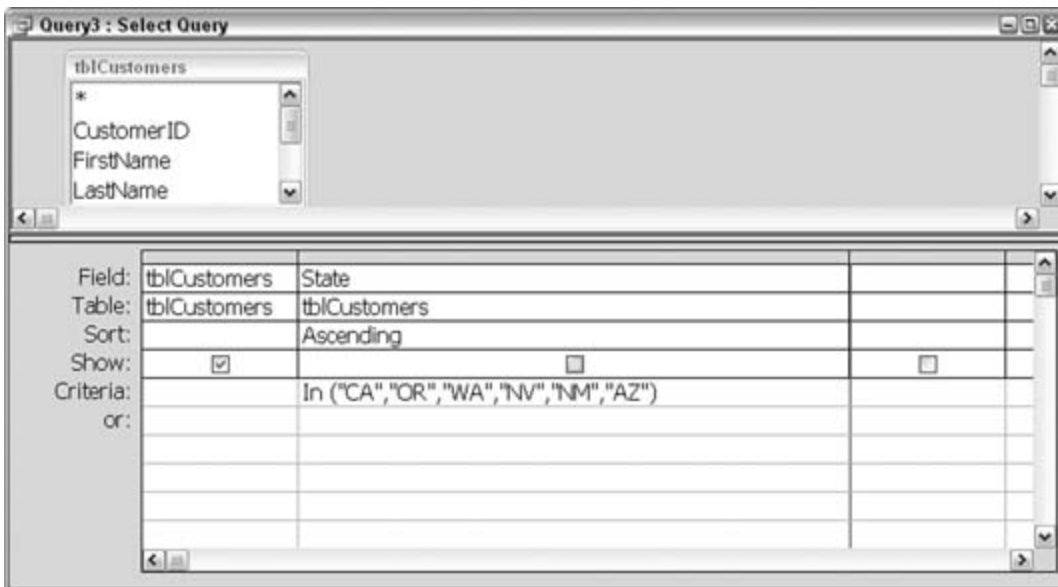 Query3 : Select Query
tblCustomers
*
CustomerID
FirstName
LastName
Field: tblCustomers State
Table: tblCustomers tblCustomers
Sort: Ascending
Show:
Criteria: In ("CA","OR","WA","NV","NM","AZ")
or: